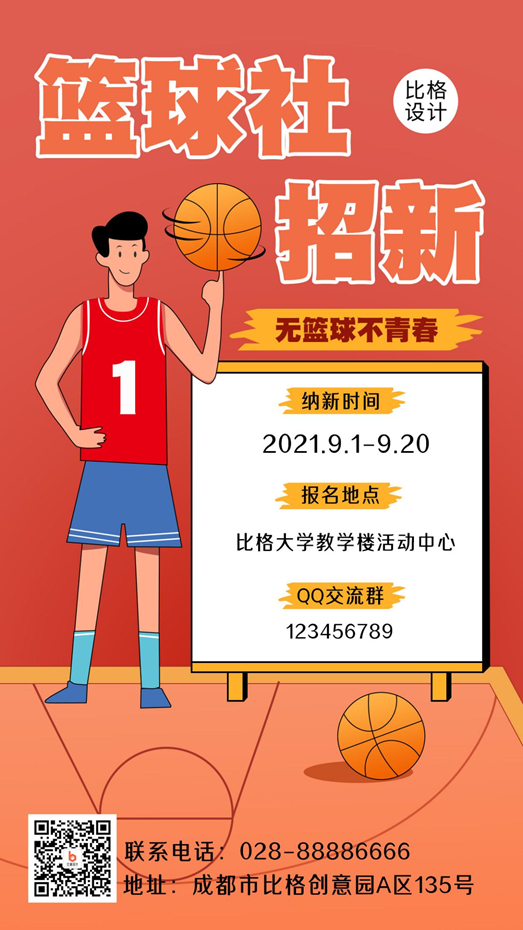 篮球社
比格
设计
招新
无篮球不青春
1
纳新时间
2021.9.1-9.20
报名地点
比格大学教学楼活动中心
QQ交流群
123456789
联系电话：028-88886666
地址：成都市比格创意园A区135号